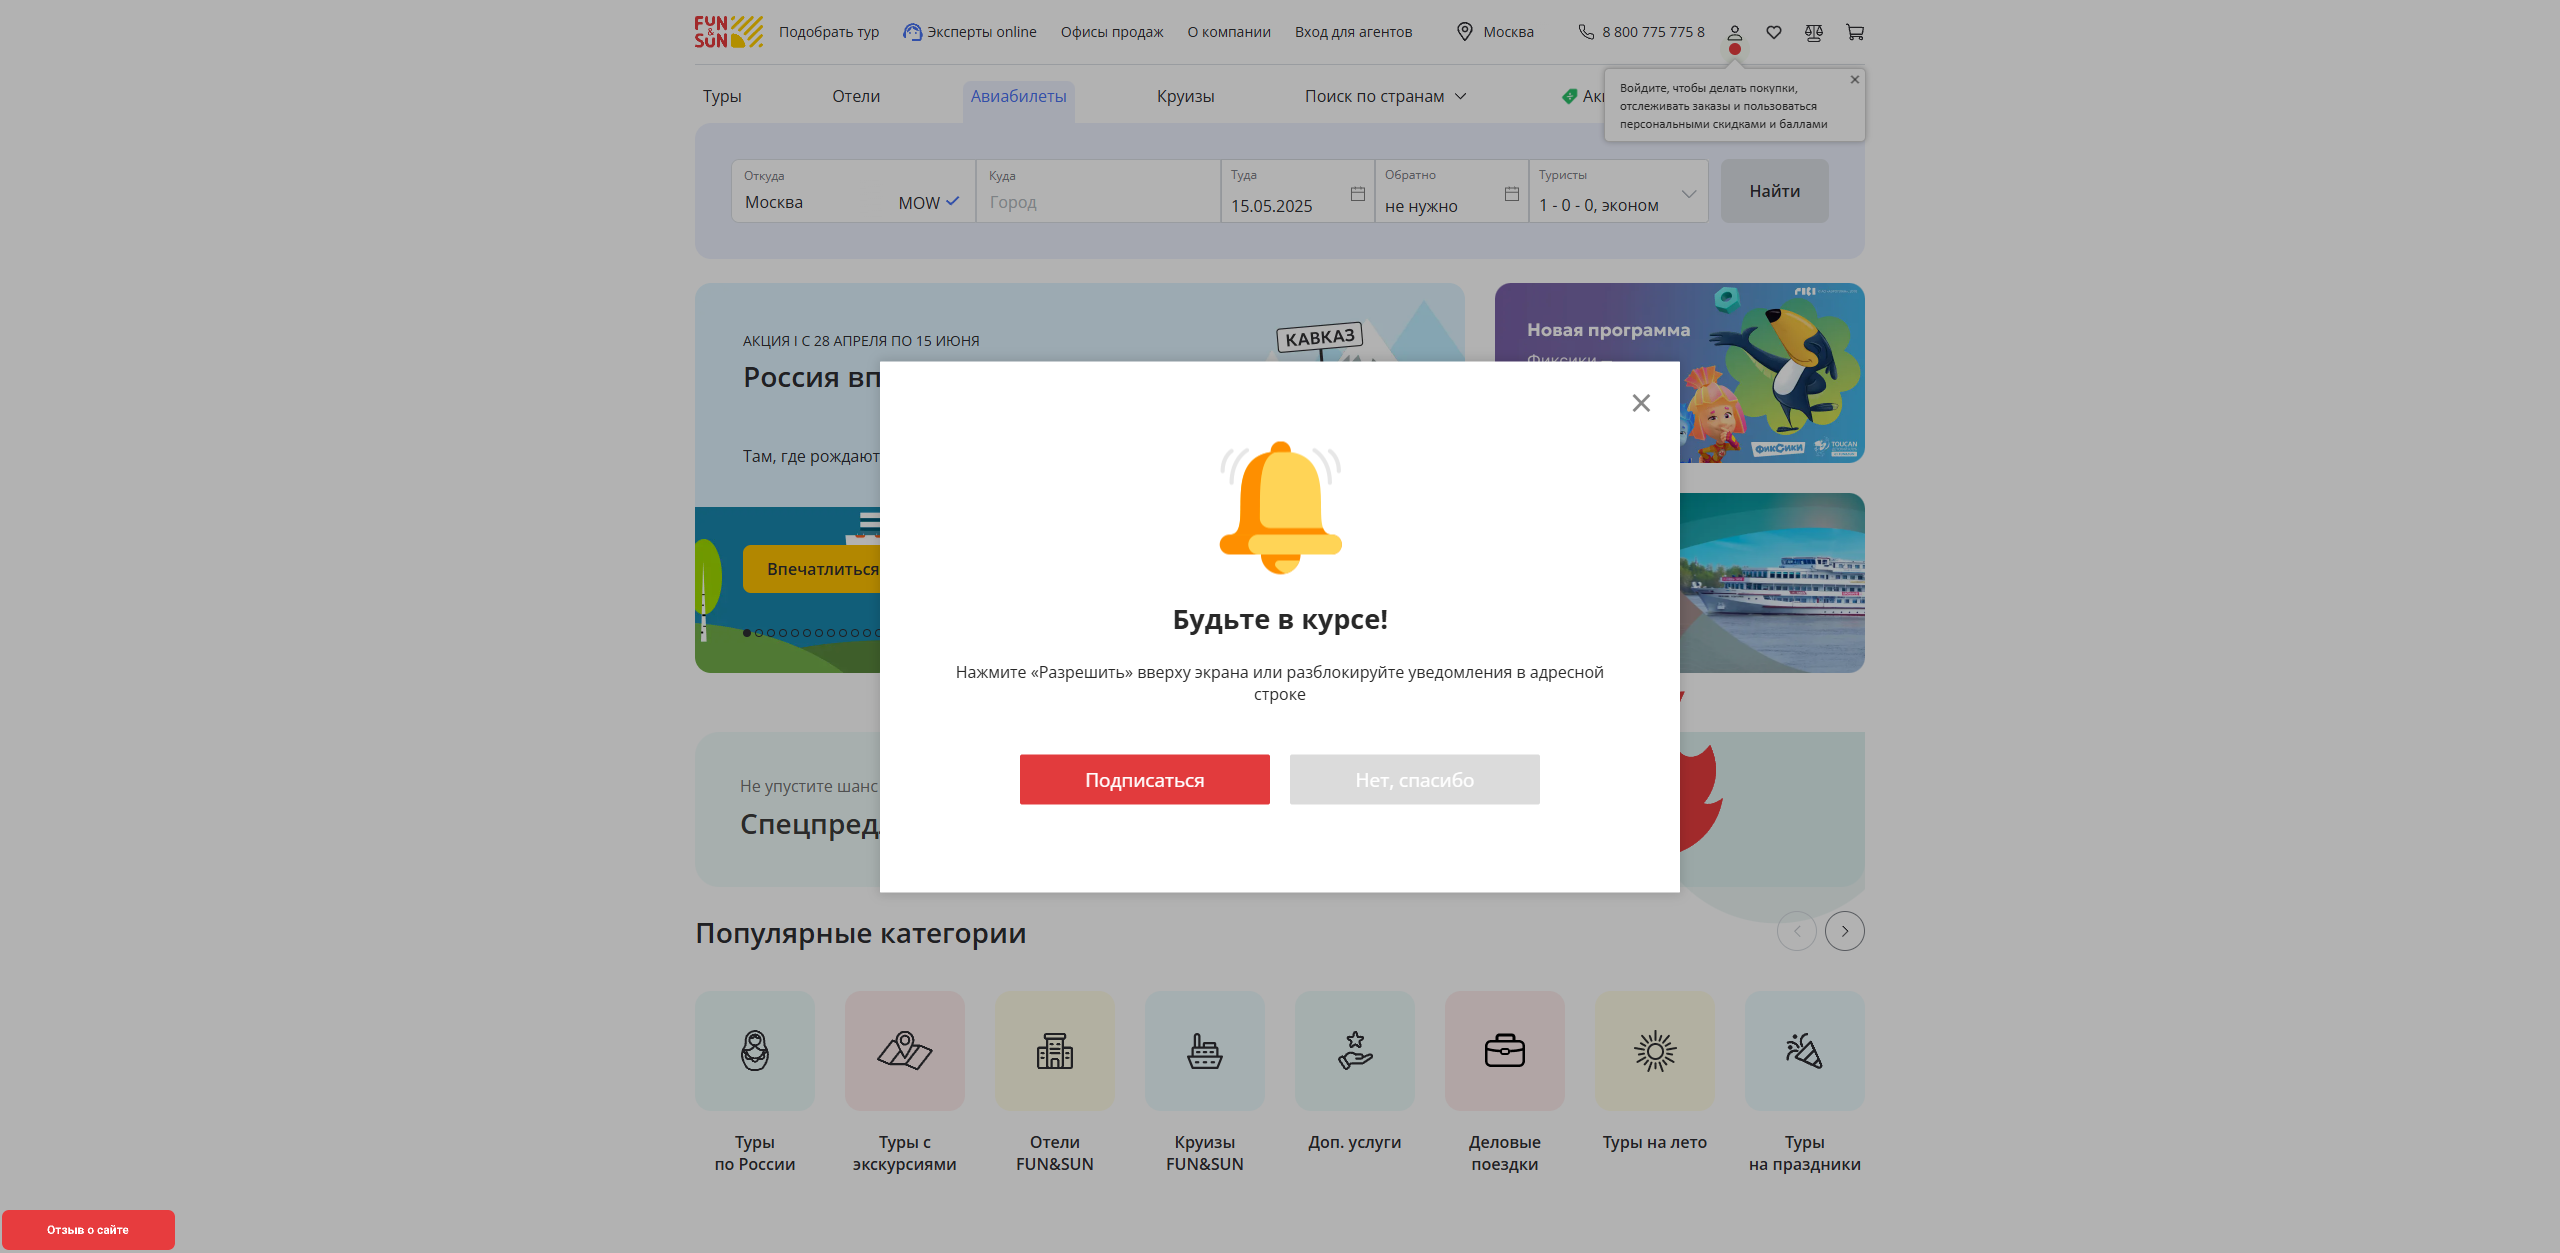 FUN
&
SUN
Подобрать тур
Эксперты online
Офисы продаж
О компании
Вход для агентов
Москва
8 800 775 775 8
Туры
Отели
Авиабилеты
Круизы
Поиск по странам
Войдите, чтобы делать покупки,
отслеживать заказы и пользоваться
персональными скидками и баллами
Откуда
Москва
MOW
Куда
Город
Туда
15.05.2025
Обратно
не нужно
Туристы
1 - 0 - 0, эконом
Найти
АКЦИЯ I С 28 АПРЕЛЯ ПО 15 ИЮНЯ
Россия
КАВКАЗ
Там, где рождают
Впечатлиться
Новая программа
Фиксики —
ФИКСИКИ
TOUCAN
Будьте в курсе!
Нажмите «Разрешить» вверху экрана или разблокируйте уведомления в адресной
строке
Подписаться
Нет, спасибо
Не упустите шанс
Спецпред
Популярные категории
Туры
по России
Туры с
экскурсиями
Отели
FUN&SUN
Круизы
FUN&SUN
Доп. услуги
Деловые
поездки
Туры на лето
Туры
на праздники
Отзыв о сайте